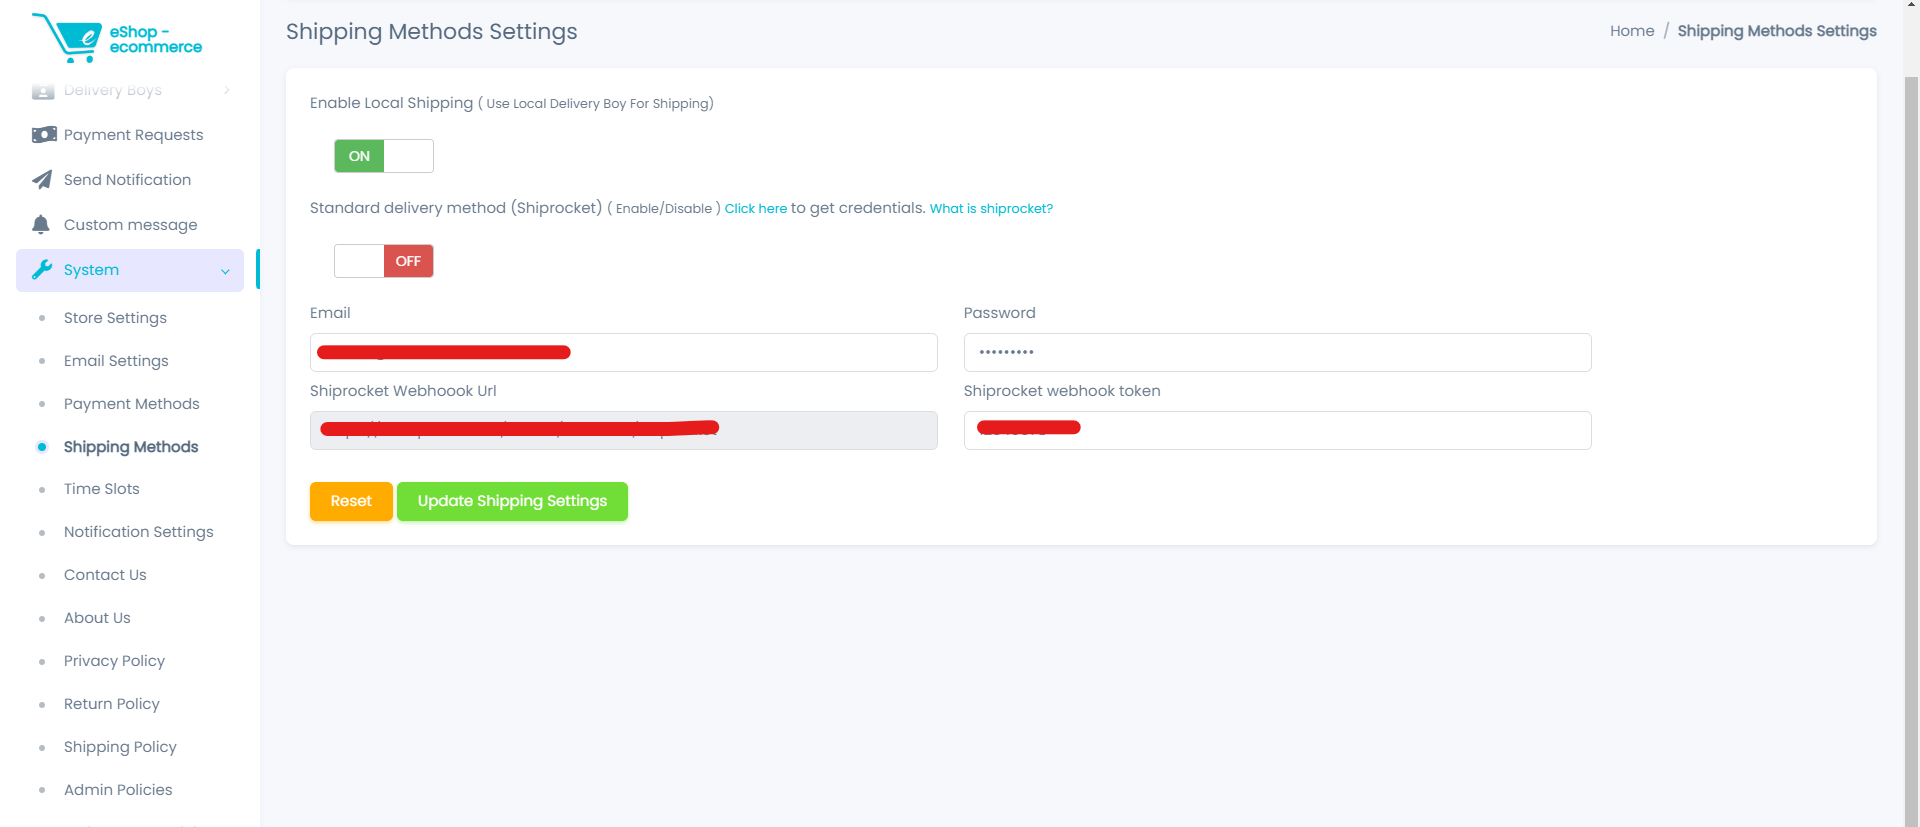 eShop -
ecommerce
Delivery Boys
Payment Requests
Send Notification
Custom message
System
Store Settings
Email Settings
Payment Methods
Shipping Methods
Time Slots
Notification Settings
Contact Us
About Us
Privacy Policy
Return Policy
Shipping Policy
Admin Policies
Shipping Methods Settings
Home / Shipping Methods Settings
Enable Local Shipping ( Use Local Delivery Boy For Shipping)
ON
Standard delivery method (Shiprocket) ( Enable/Disable ) Click here to get credentials. What is shiprocket?
OFF
Email
Password
•••••••••
Shiprocket Webhoook Url
Shiprocket webhook token
Reset
Update Shipping Settings